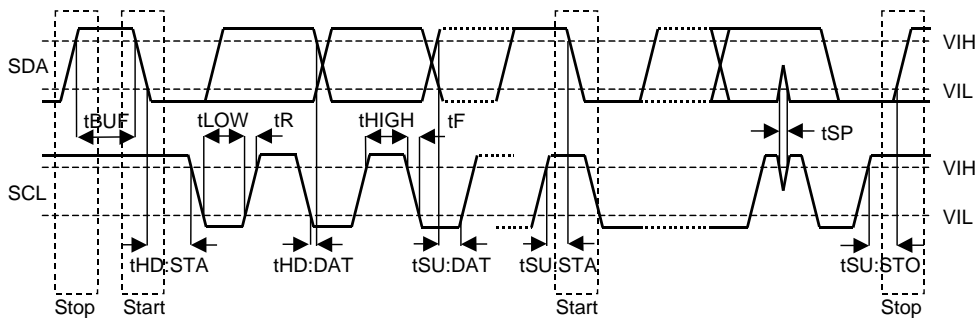 VIH
SDA
VIL
tBUF
tLOW
tR
tHIGH
tF
tSP
VIH
SCL
VIL
tHD:STA
tHD:DAT
tSU:DAT
tSU:STA
tSU:STO
Stop
Start
Start
Stop